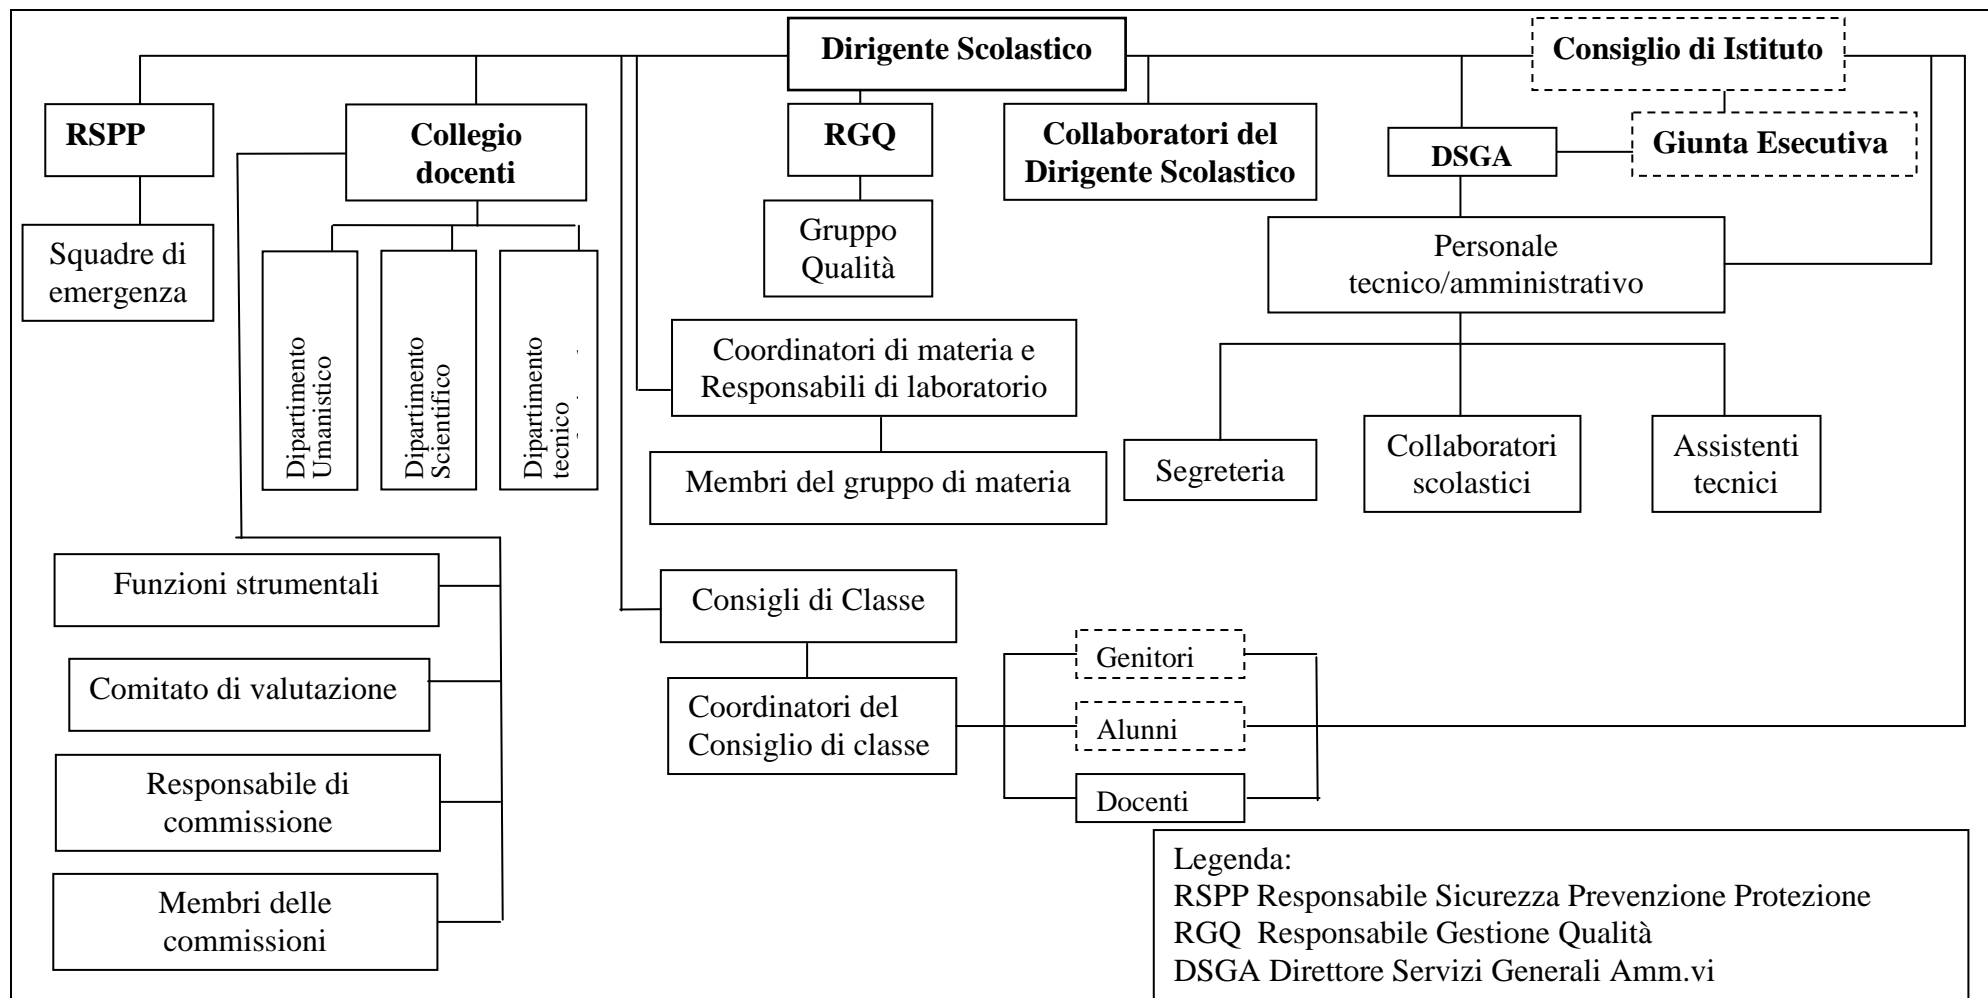 Dirigente Scolastico
Consiglio di Istituto
RSPP
Collegio
docenti
RGQ
Collaboratori del
Dirigente Scolastico
DSGA
Giunta Esecutiva
Squadre di
emergenza
Gruppo
Qualità
Personale
tecnico/amministrativo
Dipartimento
Umanistico
Dipartimento
Scientifico
Dipartimento
tecnico
Coordinatori di materia e
Responsabili di laboratorio
Membri del gruppo di materia
Segreteria
Collaboratori
scolastici
Assistenti
tecnici
Funzioni strumentali
Comitato di valutazione
Responsabile di
commissione
Membri delle
commissioni
Consigli di Classe
Coordinatori del
Consiglio di classe
Genitori
Alunni
Docenti
Legenda:
RSPP Responsabile Sicurezza Prevenzione Protezione
RGQ  Responsabile Gestione Qualità
DSGA Direttore Servizi Generali Amm.vi